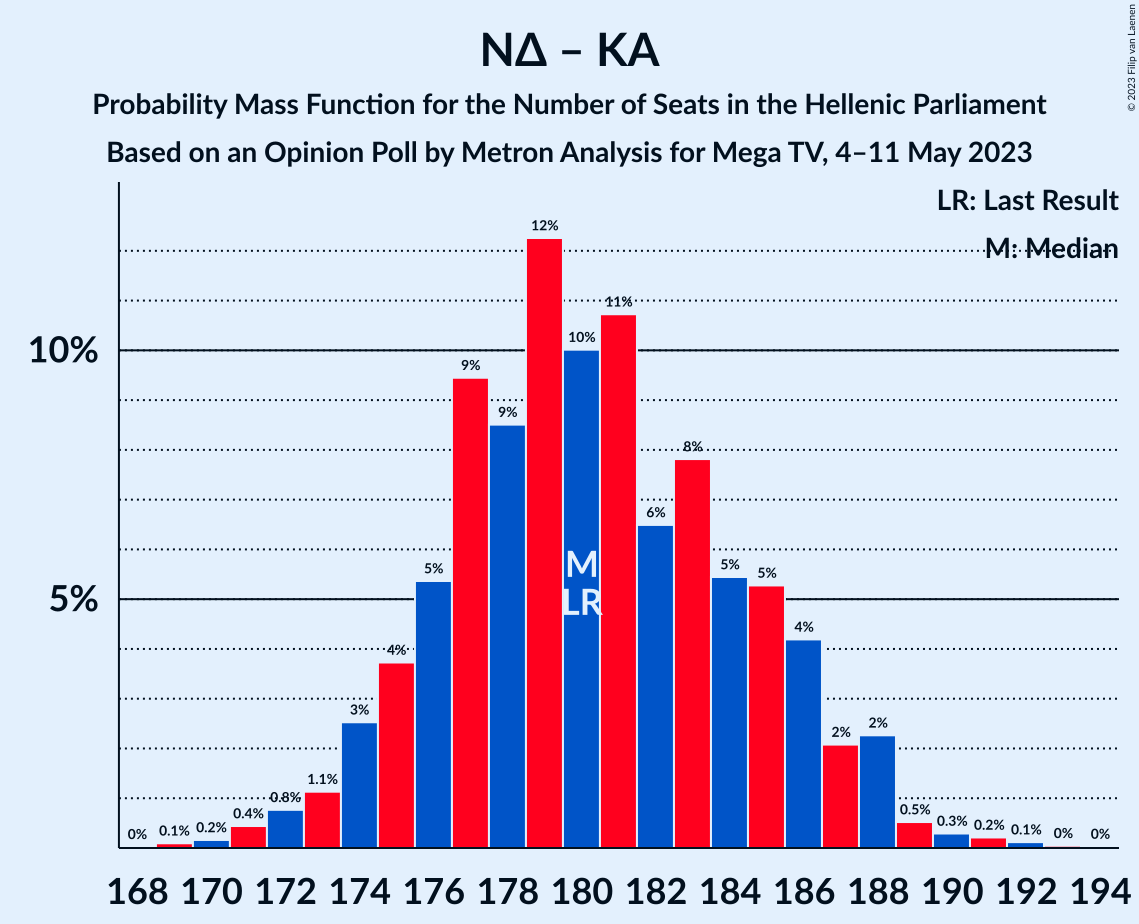 © 2023 Filip van Laenen
ΝΔ – ΚΑ
Probability Mass Function for the Number of Seats in the Hellenic Parliament
Based on an Opinion Poll by Metron Analysis for Mega TV, 4–11 May 2023
LR: Last Result
M: Median
10%
5%
0% 0.1% 0.2% 0.4% 0.8% 1.1% 3% 4% 5% 9% 9% 12% 10% 11% 6% 8% 5% 5% 4% 2% 2% 0.5% 0.3% 0.2% 0.1% 0% 0%
M
LR
168 170 172 174 176 178 180 182 184 186 188 190 192 194